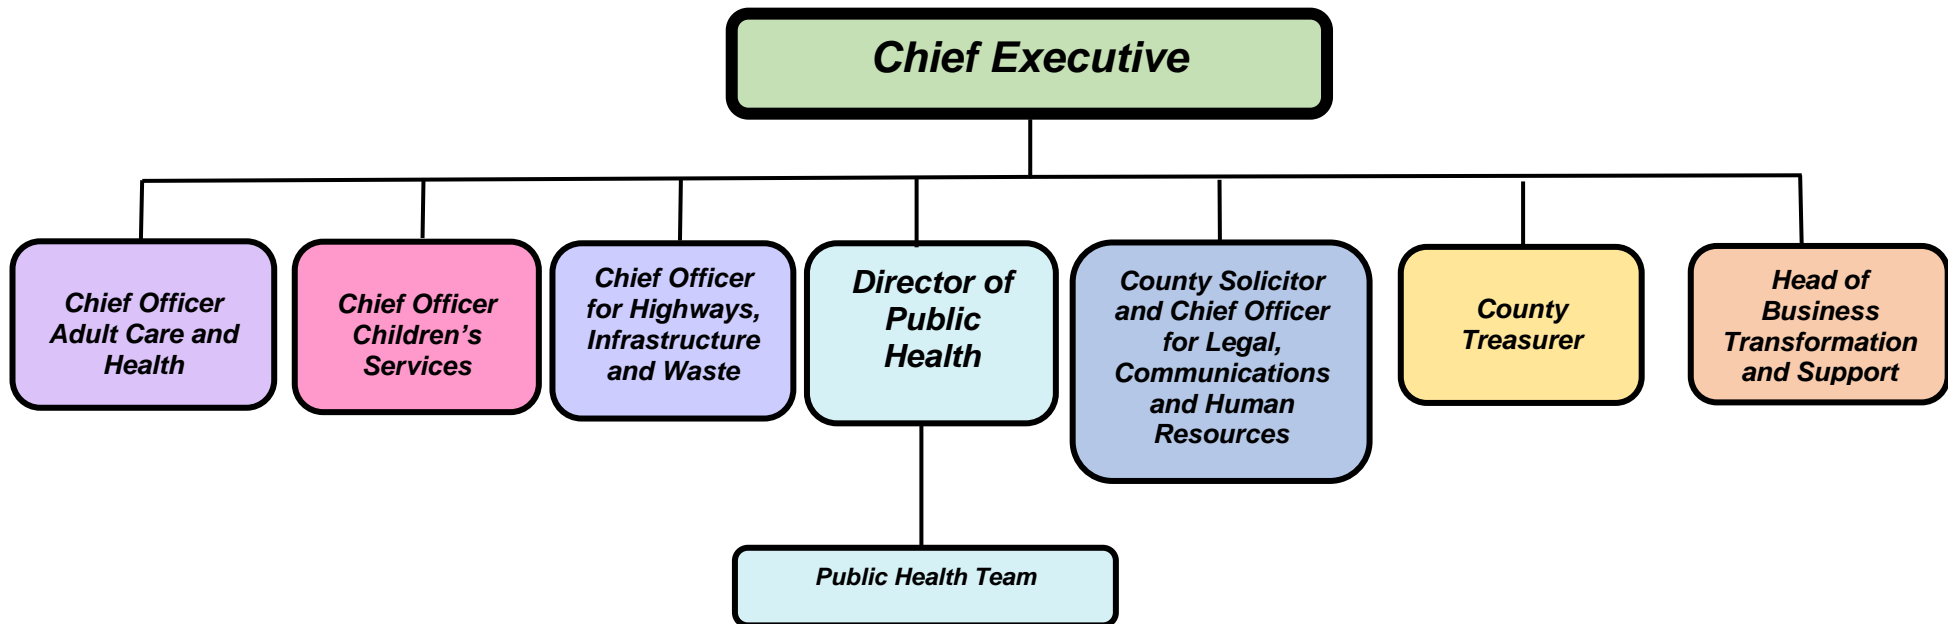 Chief Executive
Chief Officer
Adult Care and
Health
Chief Officer
Children’s
Services
Chief Officer
for Highways,
Infrastructure
and Waste
Director of
Public
Health
County Solicitor
and Chief Officer
for Legal,
Communications
and Human
Resources
County
Treasurer
Head of
Business
Transformation
and Support
Public Health Team